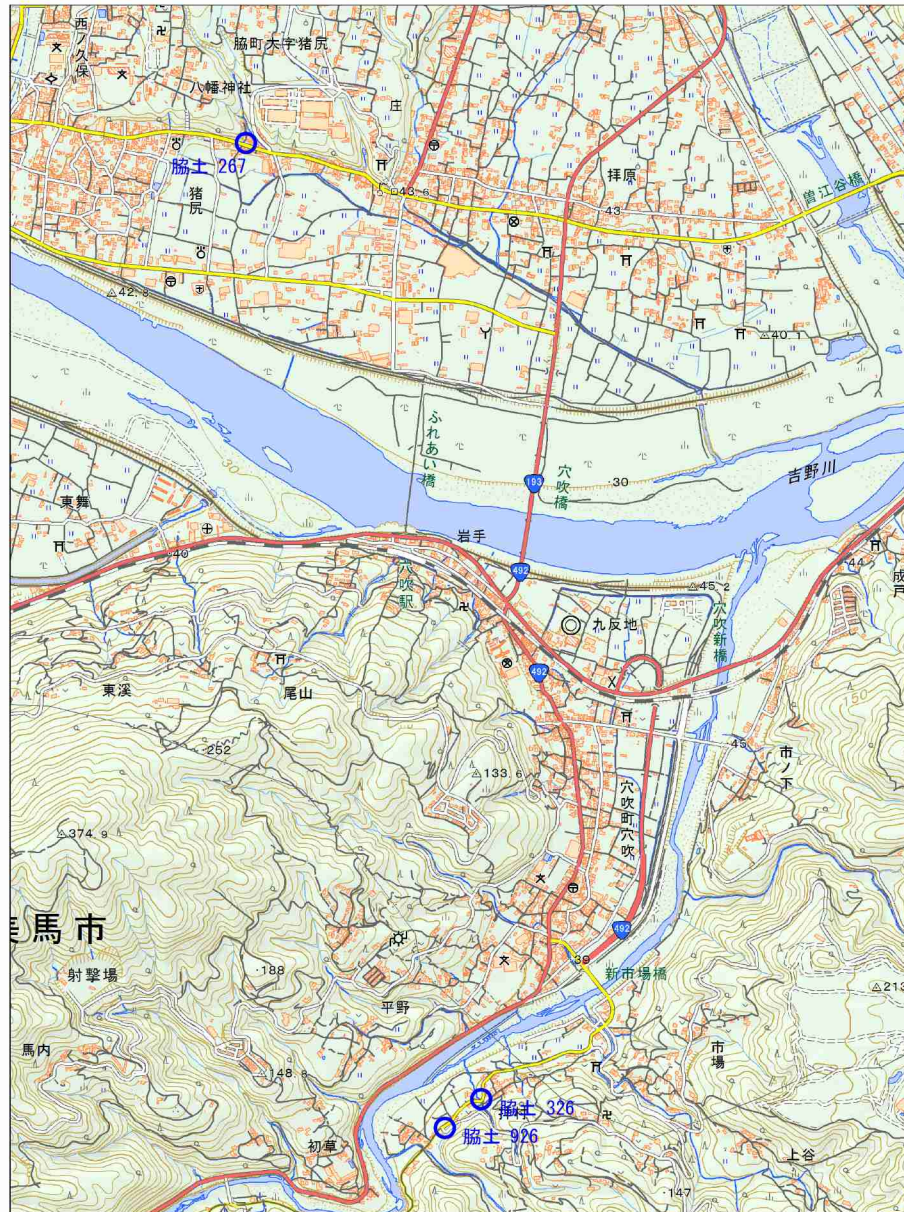 西ノ久保
脇町大字猪尻
八幡神社
庄
脇土 267
43.6
拝原
曽江谷橋
43
猪尻
42.8
40.1
ふれあい橋
穴吹橋
193
30
吉野川
30
東舞
岩手
40
穴吹駅
492
45.2
44
成戸
九反地
穴吹新橋
492
東渓
尾山
252
133.6
45
市ノ下
穴吹町穴吹
374.9
美馬市
射撃場
188
492
39
新市場橋
213
平野
馬内
148.8
市場
脇土 326
脇土 926
初草
上谷
147